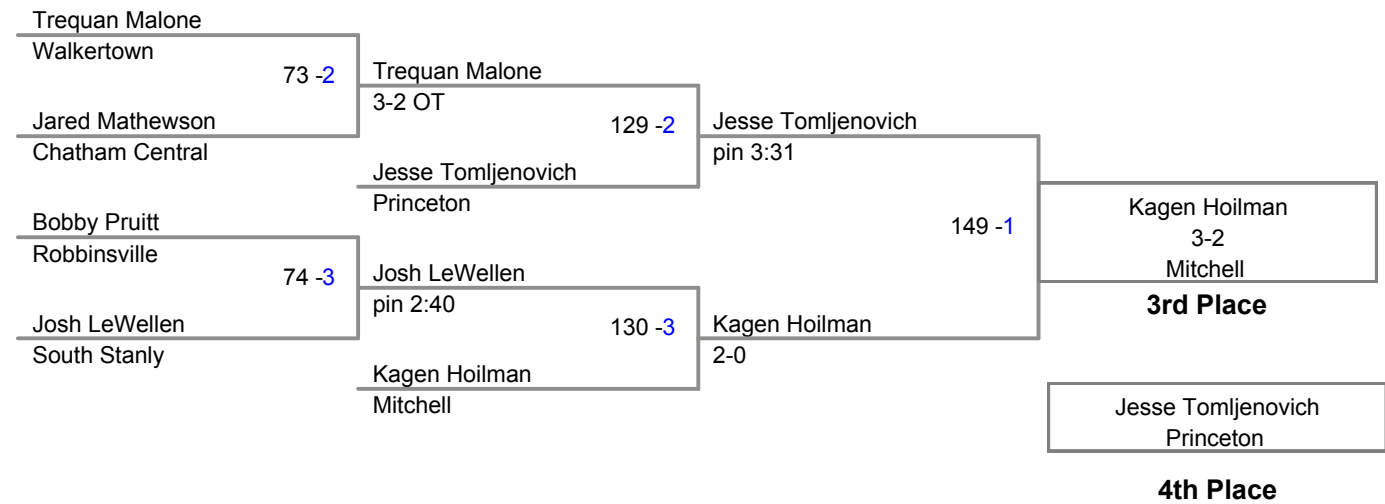 Trequan Malone
Walkertown
73 -2
Jared Mathewson
Chatham Central
Bobby Pruitt
Robbinsville
74 -3
Josh LeWellen
South Stanly
Trequan Malone
3-2 OT
129 -2
Jesse Tomljenovich
Princeton
Josh LeWellen
pin 2:40
130 -3
Kagen Hoilman
Mitchell
Jesse Tomljenovich
pin 3:31
149 -1
Kagen Hoilman
2-0
Kagen Hoilman
3-2
Mitchell
3rd Place
Jesse Tomljenovich
Princeton
4th Place